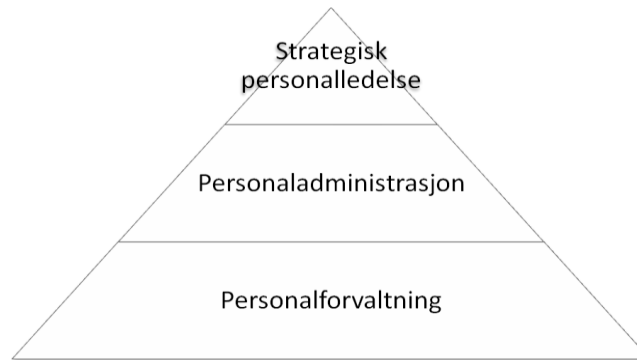 Strategisk
personalledelse
Personaladministrasjon
Personalforvaltning